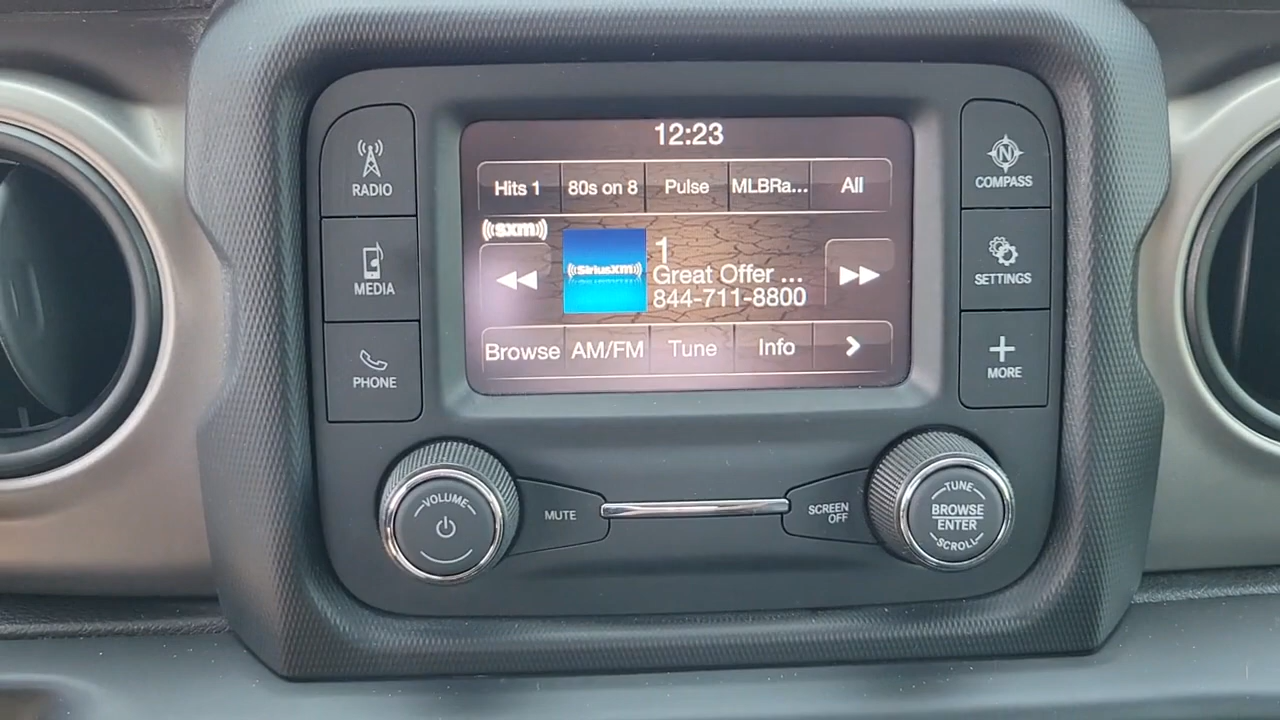 12:23
Hits 1 80s on 8 Pulse MLBRa... All
((sxm))
1
((SiriusXM))
Great Offer ...
844-711-8800
Browse AM/FM Tune Info
RADIO
MEDIA
PHONE
N
COMPASS
SETTINGS
MORE
VOLUME
MUTE
SCREEN
OFF
TUNE
BROWSE
ENTER
SCROLL